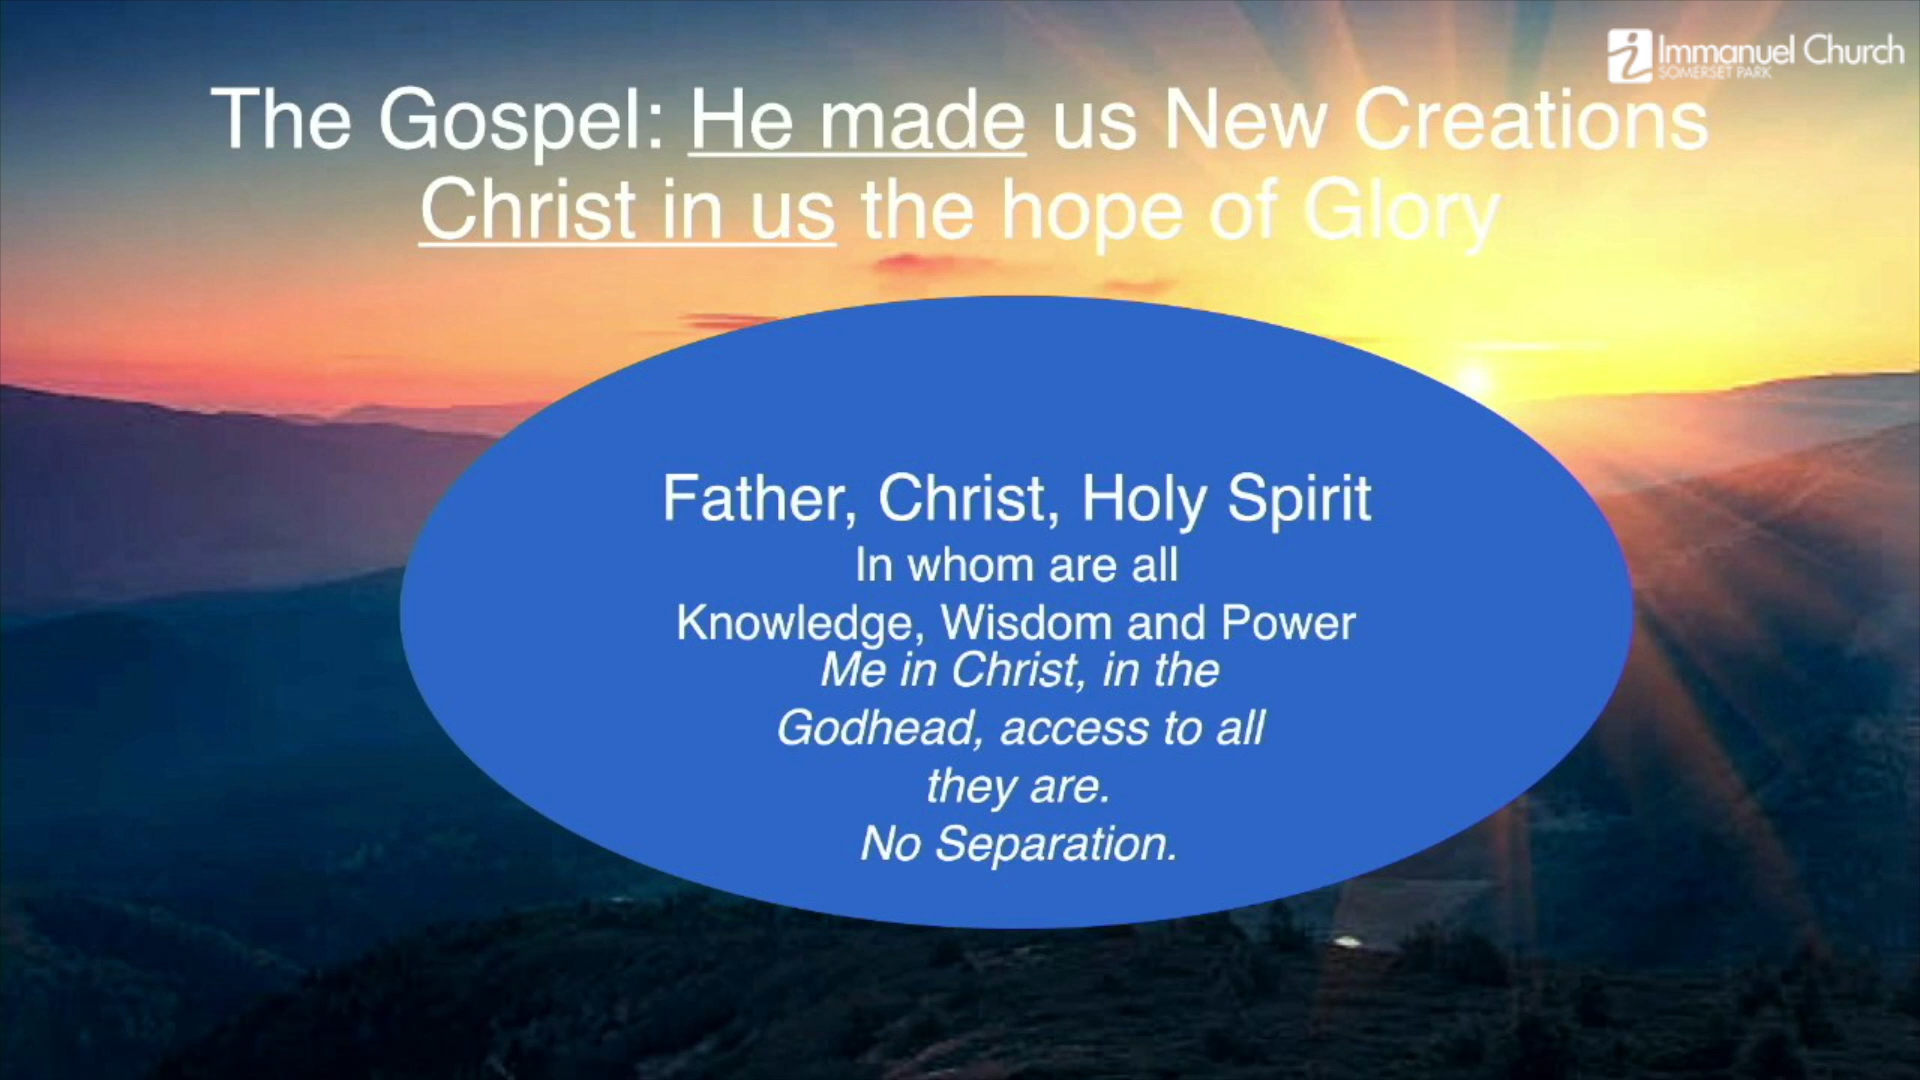 Immanuel Church
SOMERSET PARK
The Gospel: He made us New Creations
Christ in us the hope of Glory
Father, Christ, Holy Spirit
In whom are all
Knowledge, Wisdom and Power
Me in Christ, in the
Godhead, access to all
they are.
No Separation.